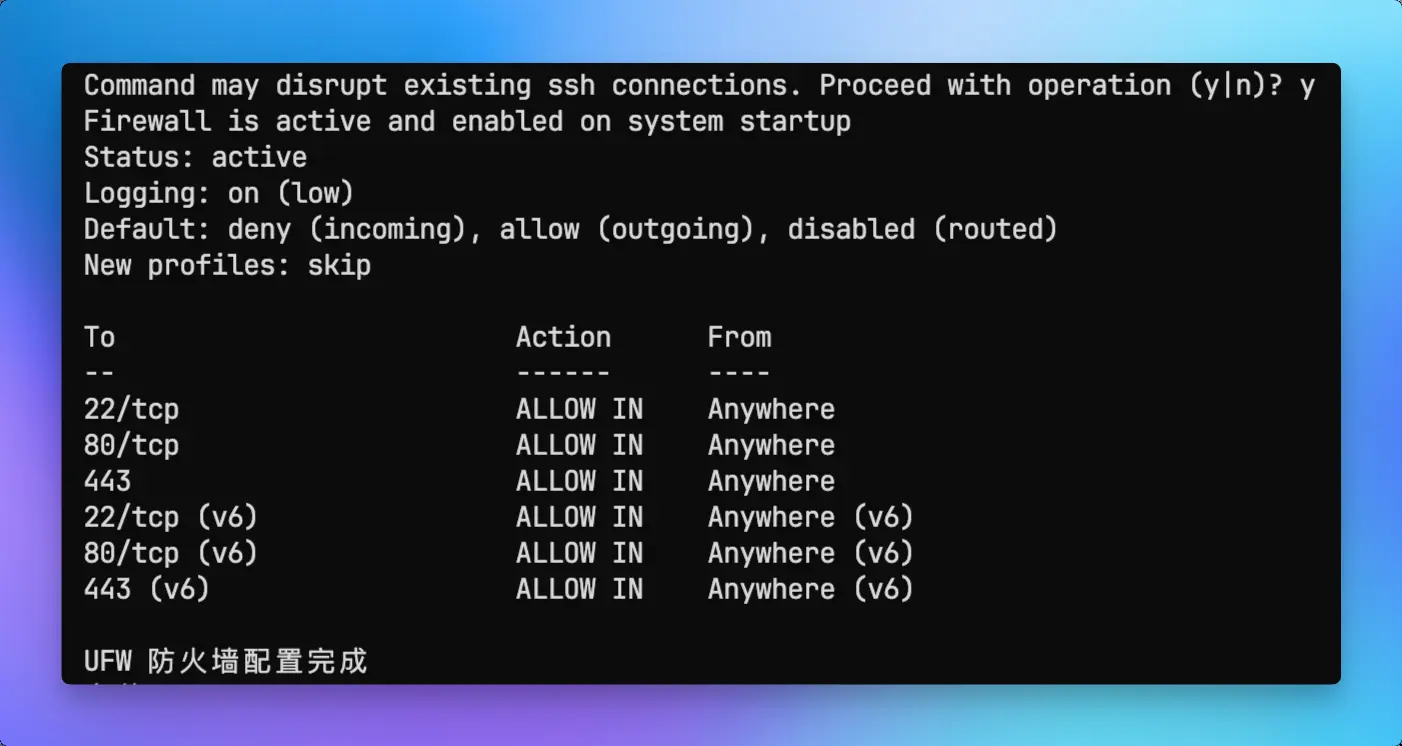 Command may disrupt existing ssh connections. Proceed with operation (y|n)? y
Firewall is active and enabled on system startup
Status: active
Logging: on (low)
Default: deny (incoming), allow (outgoing), disabled (routed)
New profiles: skip
To Action From
-- ------ ----
22/tcp ALLOW IN Anywhere
80/tcp ALLOW IN Anywhere
443 ALLOW IN Anywhere
22/tcp (v6) ALLOW IN Anywhere (v6)
80/tcp (v6) ALLOW IN Anywhere (v6)
443 (v6) ALLOW IN Anywhere (v6)
UFW 防火墙配置完成